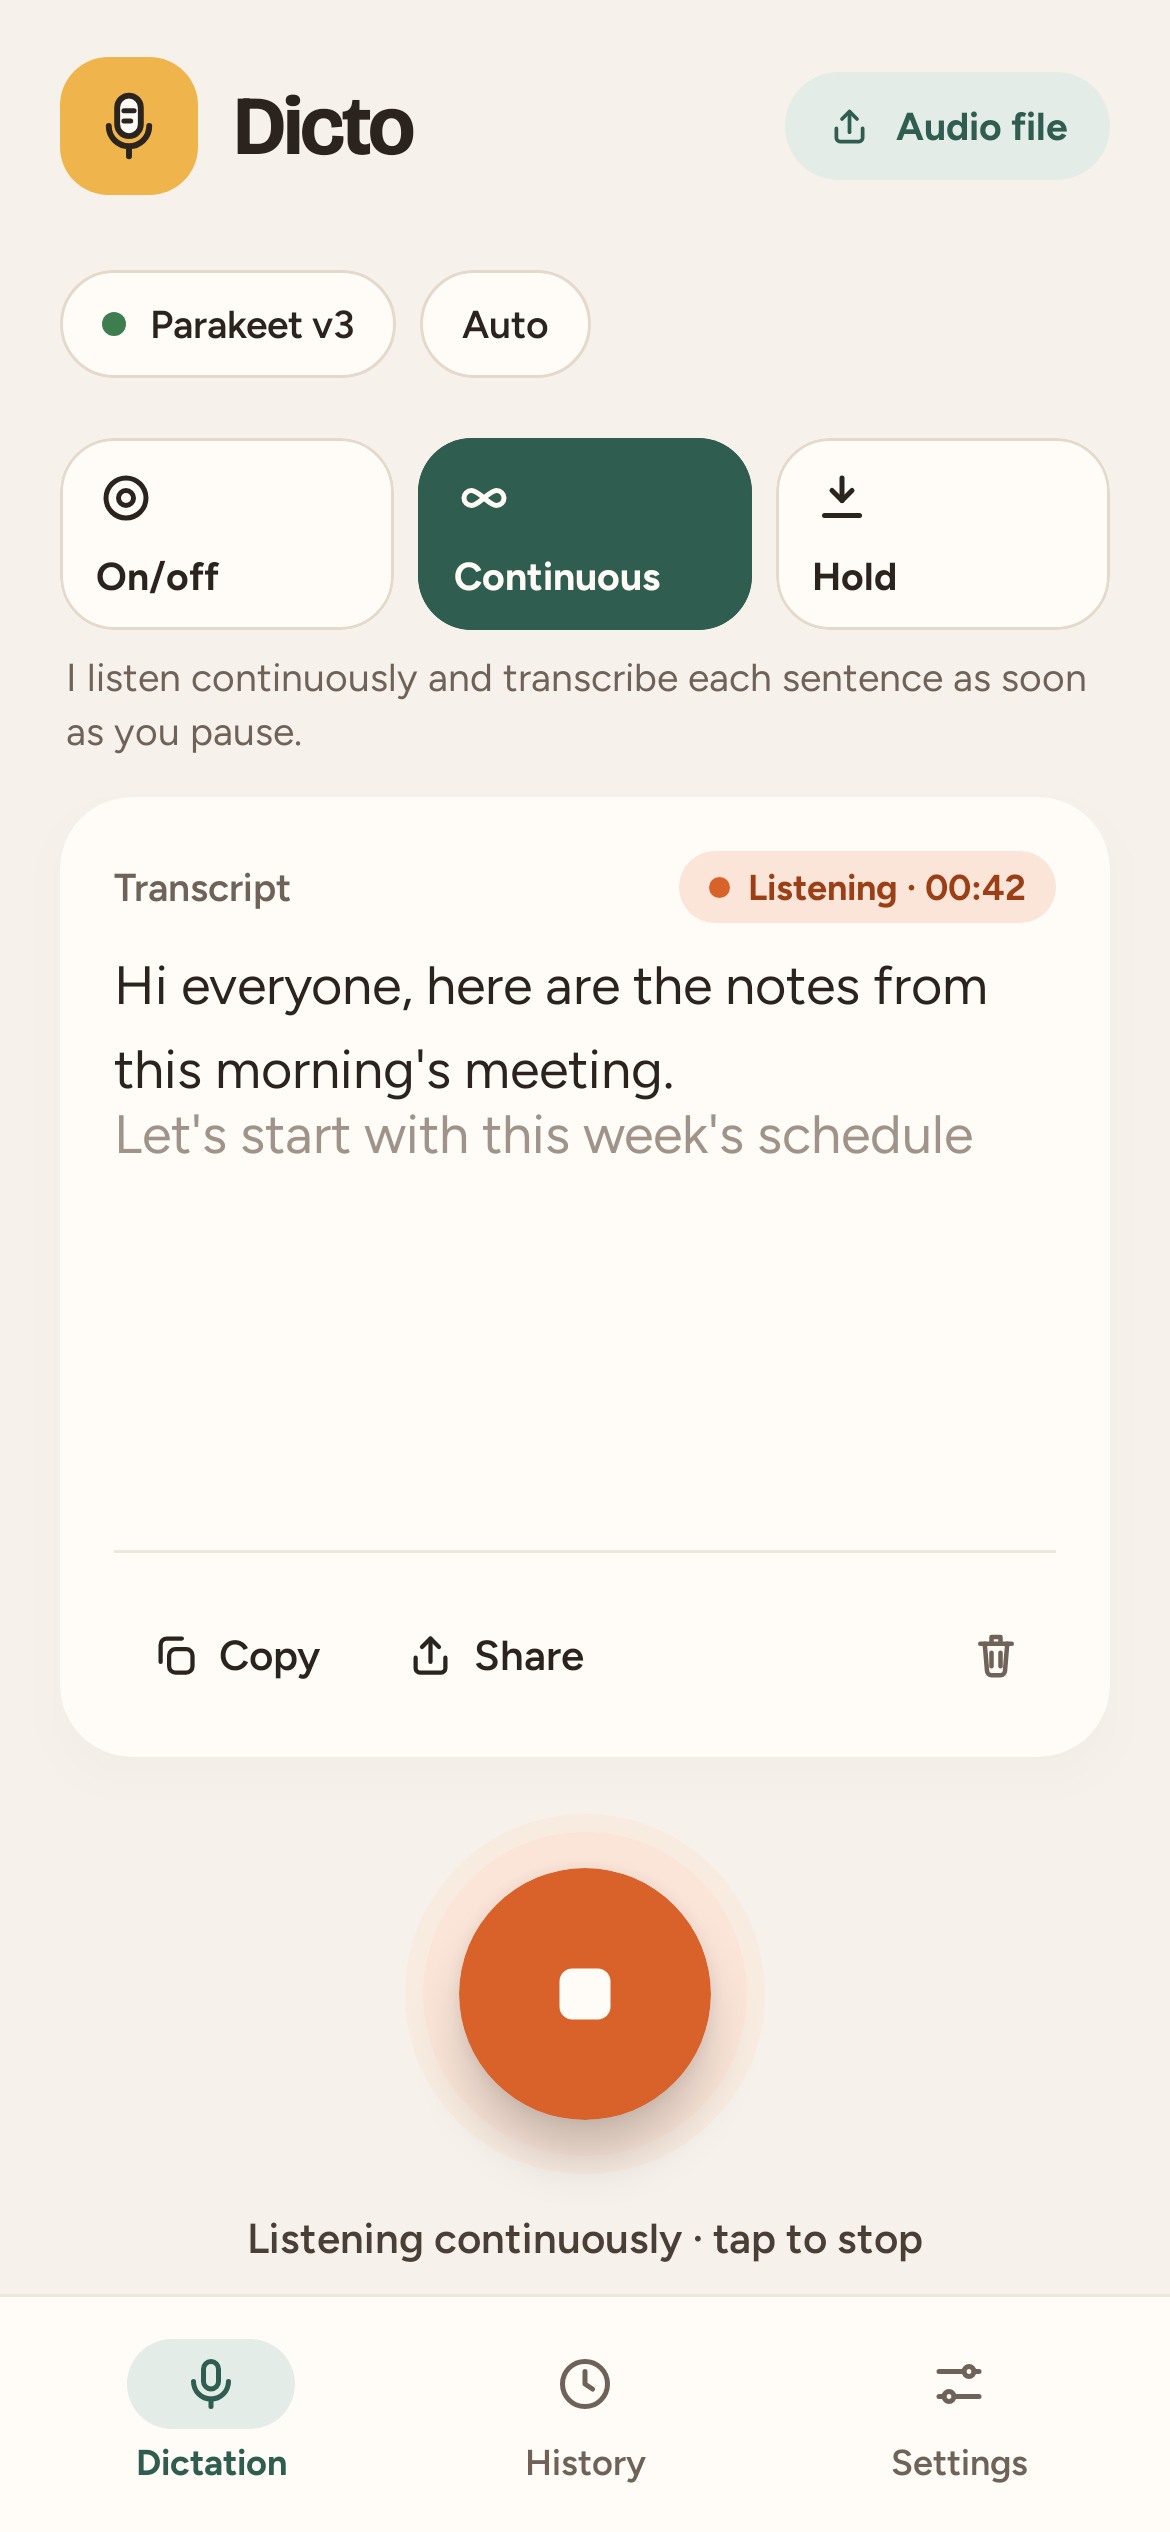 Dicto
Audio file
Parakeet v3
Auto
On/off
Continuous
Hold
I listen continuously and transcribe each sentence as soon
as you pause.
Transcript
Listening · 00:42
Hi everyone, here are the notes from
this morning's meeting.
Let's start with this week's schedule
Copy
Share
Listening continuously · tap to stop
Dictation
History
Settings